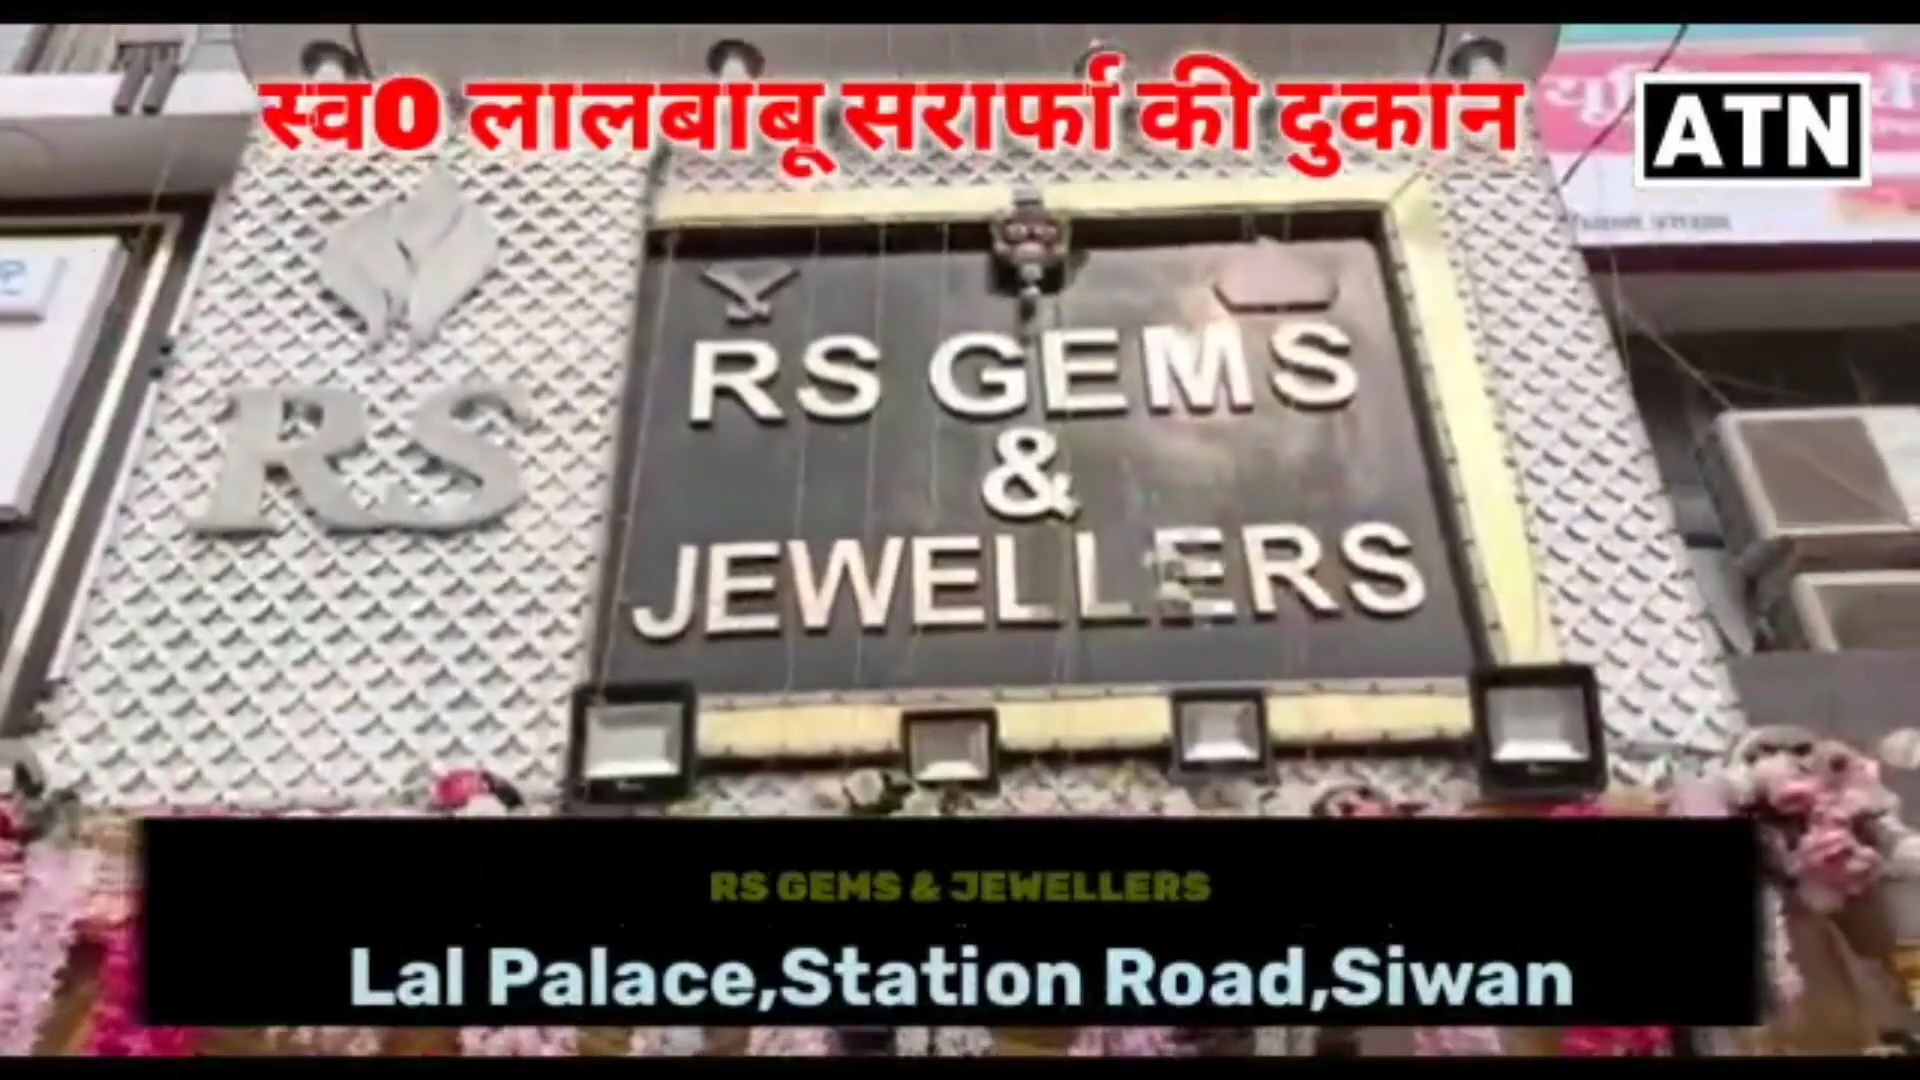 स्व0 लालबाबू सरार्फा की दुकान
ATN
RS
RS GEMS
&
JEWELLERS
RS GEMS & JEWELLERS
Lal Palace,Station Road,Siwan